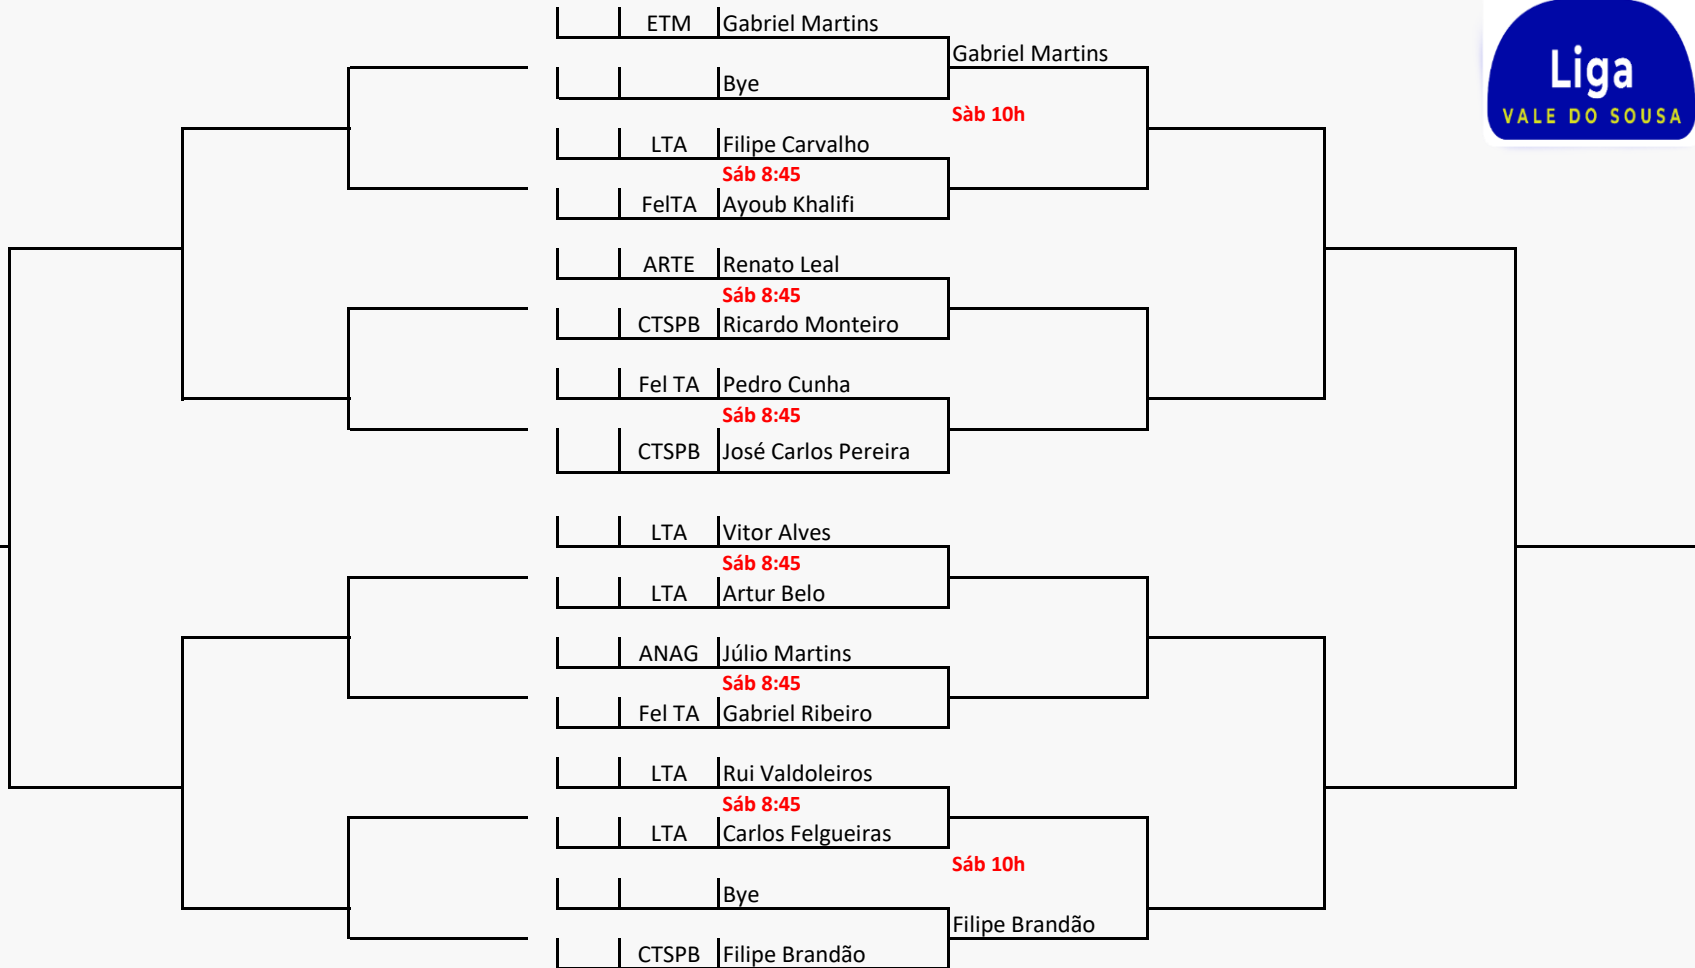 ETM Gabriel Martins
Gabriel Martins
Bye
Sàb 10h
LTA Filipe Carvalho
Sáb 8:45
FelTA Ayoub Khalifi
ARTE Renato Leal
Sáb 8:45
CTSPB Ricardo Monteiro
Fel TA Pedro Cunha
Sáb 8:45
CTSPB José Carlos Pereira
LTA Vitor Alves
Sáb 8:45
LTA Artur Belo
ANAG Júlio Martins
Sáb 8:45
Fel TA Gabriel Ribeiro
LTA Rui Valdoleiros
Sáb 8:45
LTA Carlos Felgueiras
Sáb 10h
Bye
Filipe Brandão
CTSPB Filipe Brandão
Liga
VALE DO SOUSA